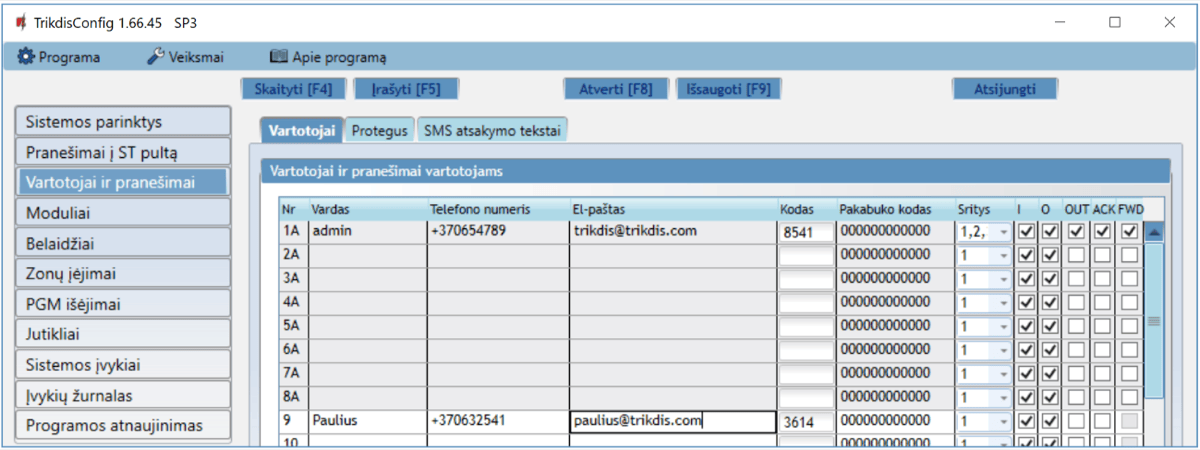 TrikdisConfig 1.66.45 SP3
Programa Veiksmai Apie programą
Skaityti [F4] Įrašyti [F5] Atverti [F8] Išsaugoti [F9] Atsijungti
Sistemos parinktys
Pranešimai į ST pultą
Vartotojai ir pranešimai
Moduliai
Belaidžiai
Zonų įėjimai
PGM išėjimai
Jutikliai
Sistemos įvykiai
Įvykių žurnalas
Programos atnaujinimas
Vartotojai Protegus SMS atsakymo tekstai
Vartotojai ir pranešimai vartotojams
Nr Vardas Telefono numeris El-paštas Kodas Pakabuko kodas Sritys I O OUT ACK FWD
1A admin +370654789 trikdis@trikdis.com 8541 000000000000 1,2,
2A 000000000000 1
3A 000000000000 1
4A 000000000000 1
5A 000000000000 1
6A 000000000000 1
7A 000000000000 1
8A 000000000000 1
9 Paulius +370632541 paulius@trikdis.com 3614 000000000000 1
10 000000000000 1